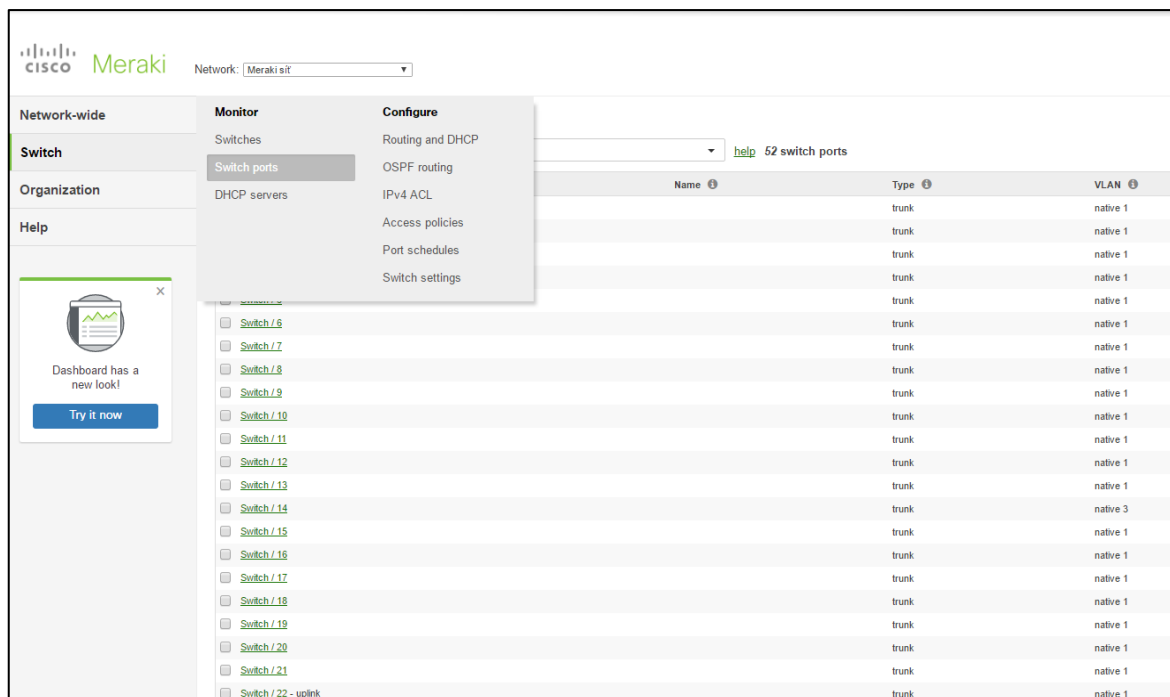 CISCO Meraki
Network: Meraki síť
Network-wide
Switch
Organization
Help
Monitor
Switches
Switch ports
DHCP servers
Configure
Routing and DHCP
OSPF routing
IPv4 ACL
Access policies
Port schedules
Switch settings
Dashboard has a
new look!
Try it now
help 52 switch ports
Name Type VLAN
trunk native 1
trunk native 1
trunk native 1
trunk native 1
trunk native 1
Switch / 6 trunk native 1
Switch / 7 trunk native 1
Switch / 8 trunk native 1
Switch / 9 trunk native 1
Switch / 10 trunk native 1
Switch / 11 trunk native 1
Switch / 12 trunk native 1
Switch / 13 trunk native 1
Switch / 14 trunk native 3
Switch / 15 trunk native 1
Switch / 16 trunk native 1
Switch / 17 trunk native 1
Switch / 18 trunk native 1
Switch / 19 trunk native 1
Switch / 20 trunk native 1
Switch / 21 trunk native 1
Switch / 22 - uplink trunk native 1